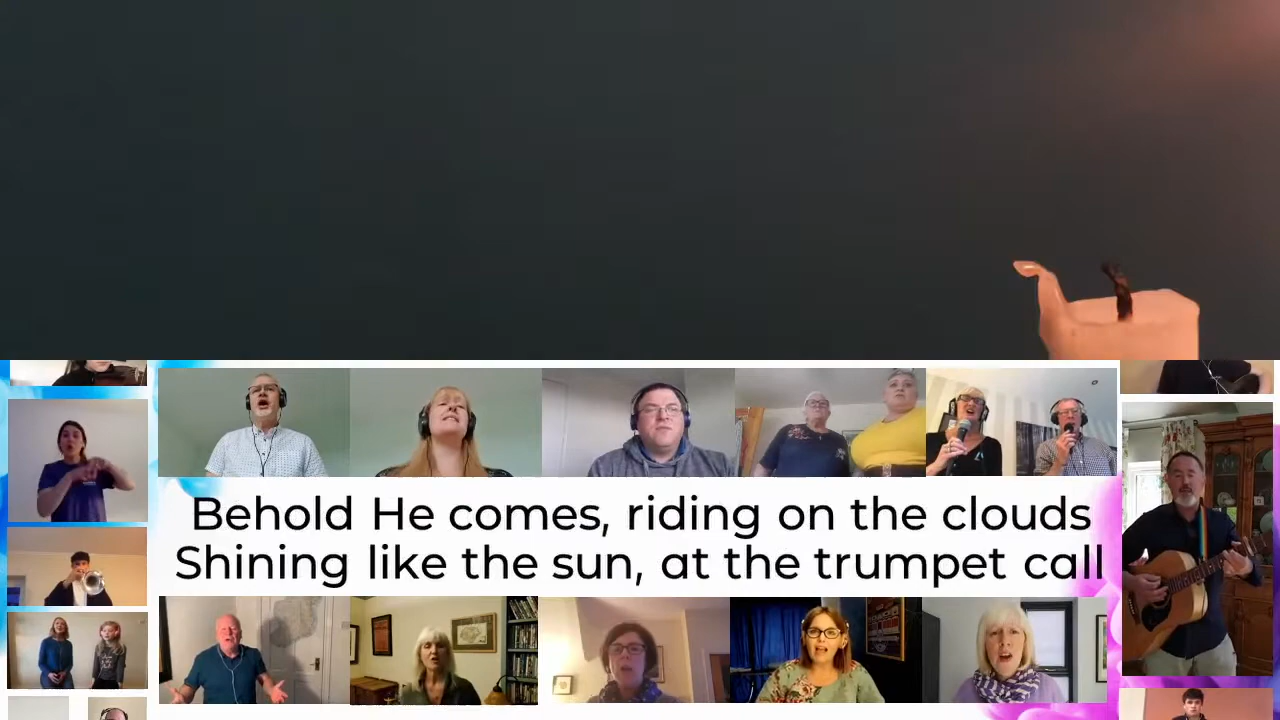 Behold He comes, riding on the clouds
Shining like the sun, at the trumpet call